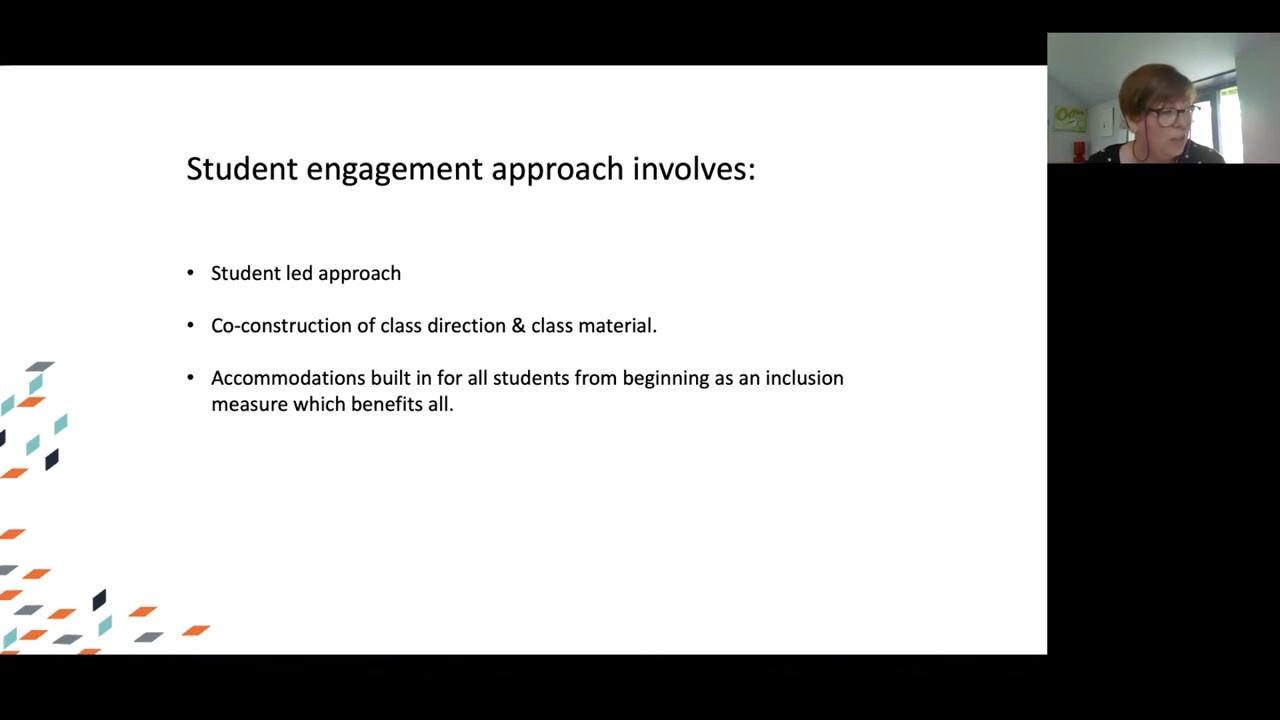 Student engagement approach involves:
• Student led approach
• Co-construction of class direction & class material.
• Accommodations built in for all students from beginning as an inclusion
measure which benefits all.